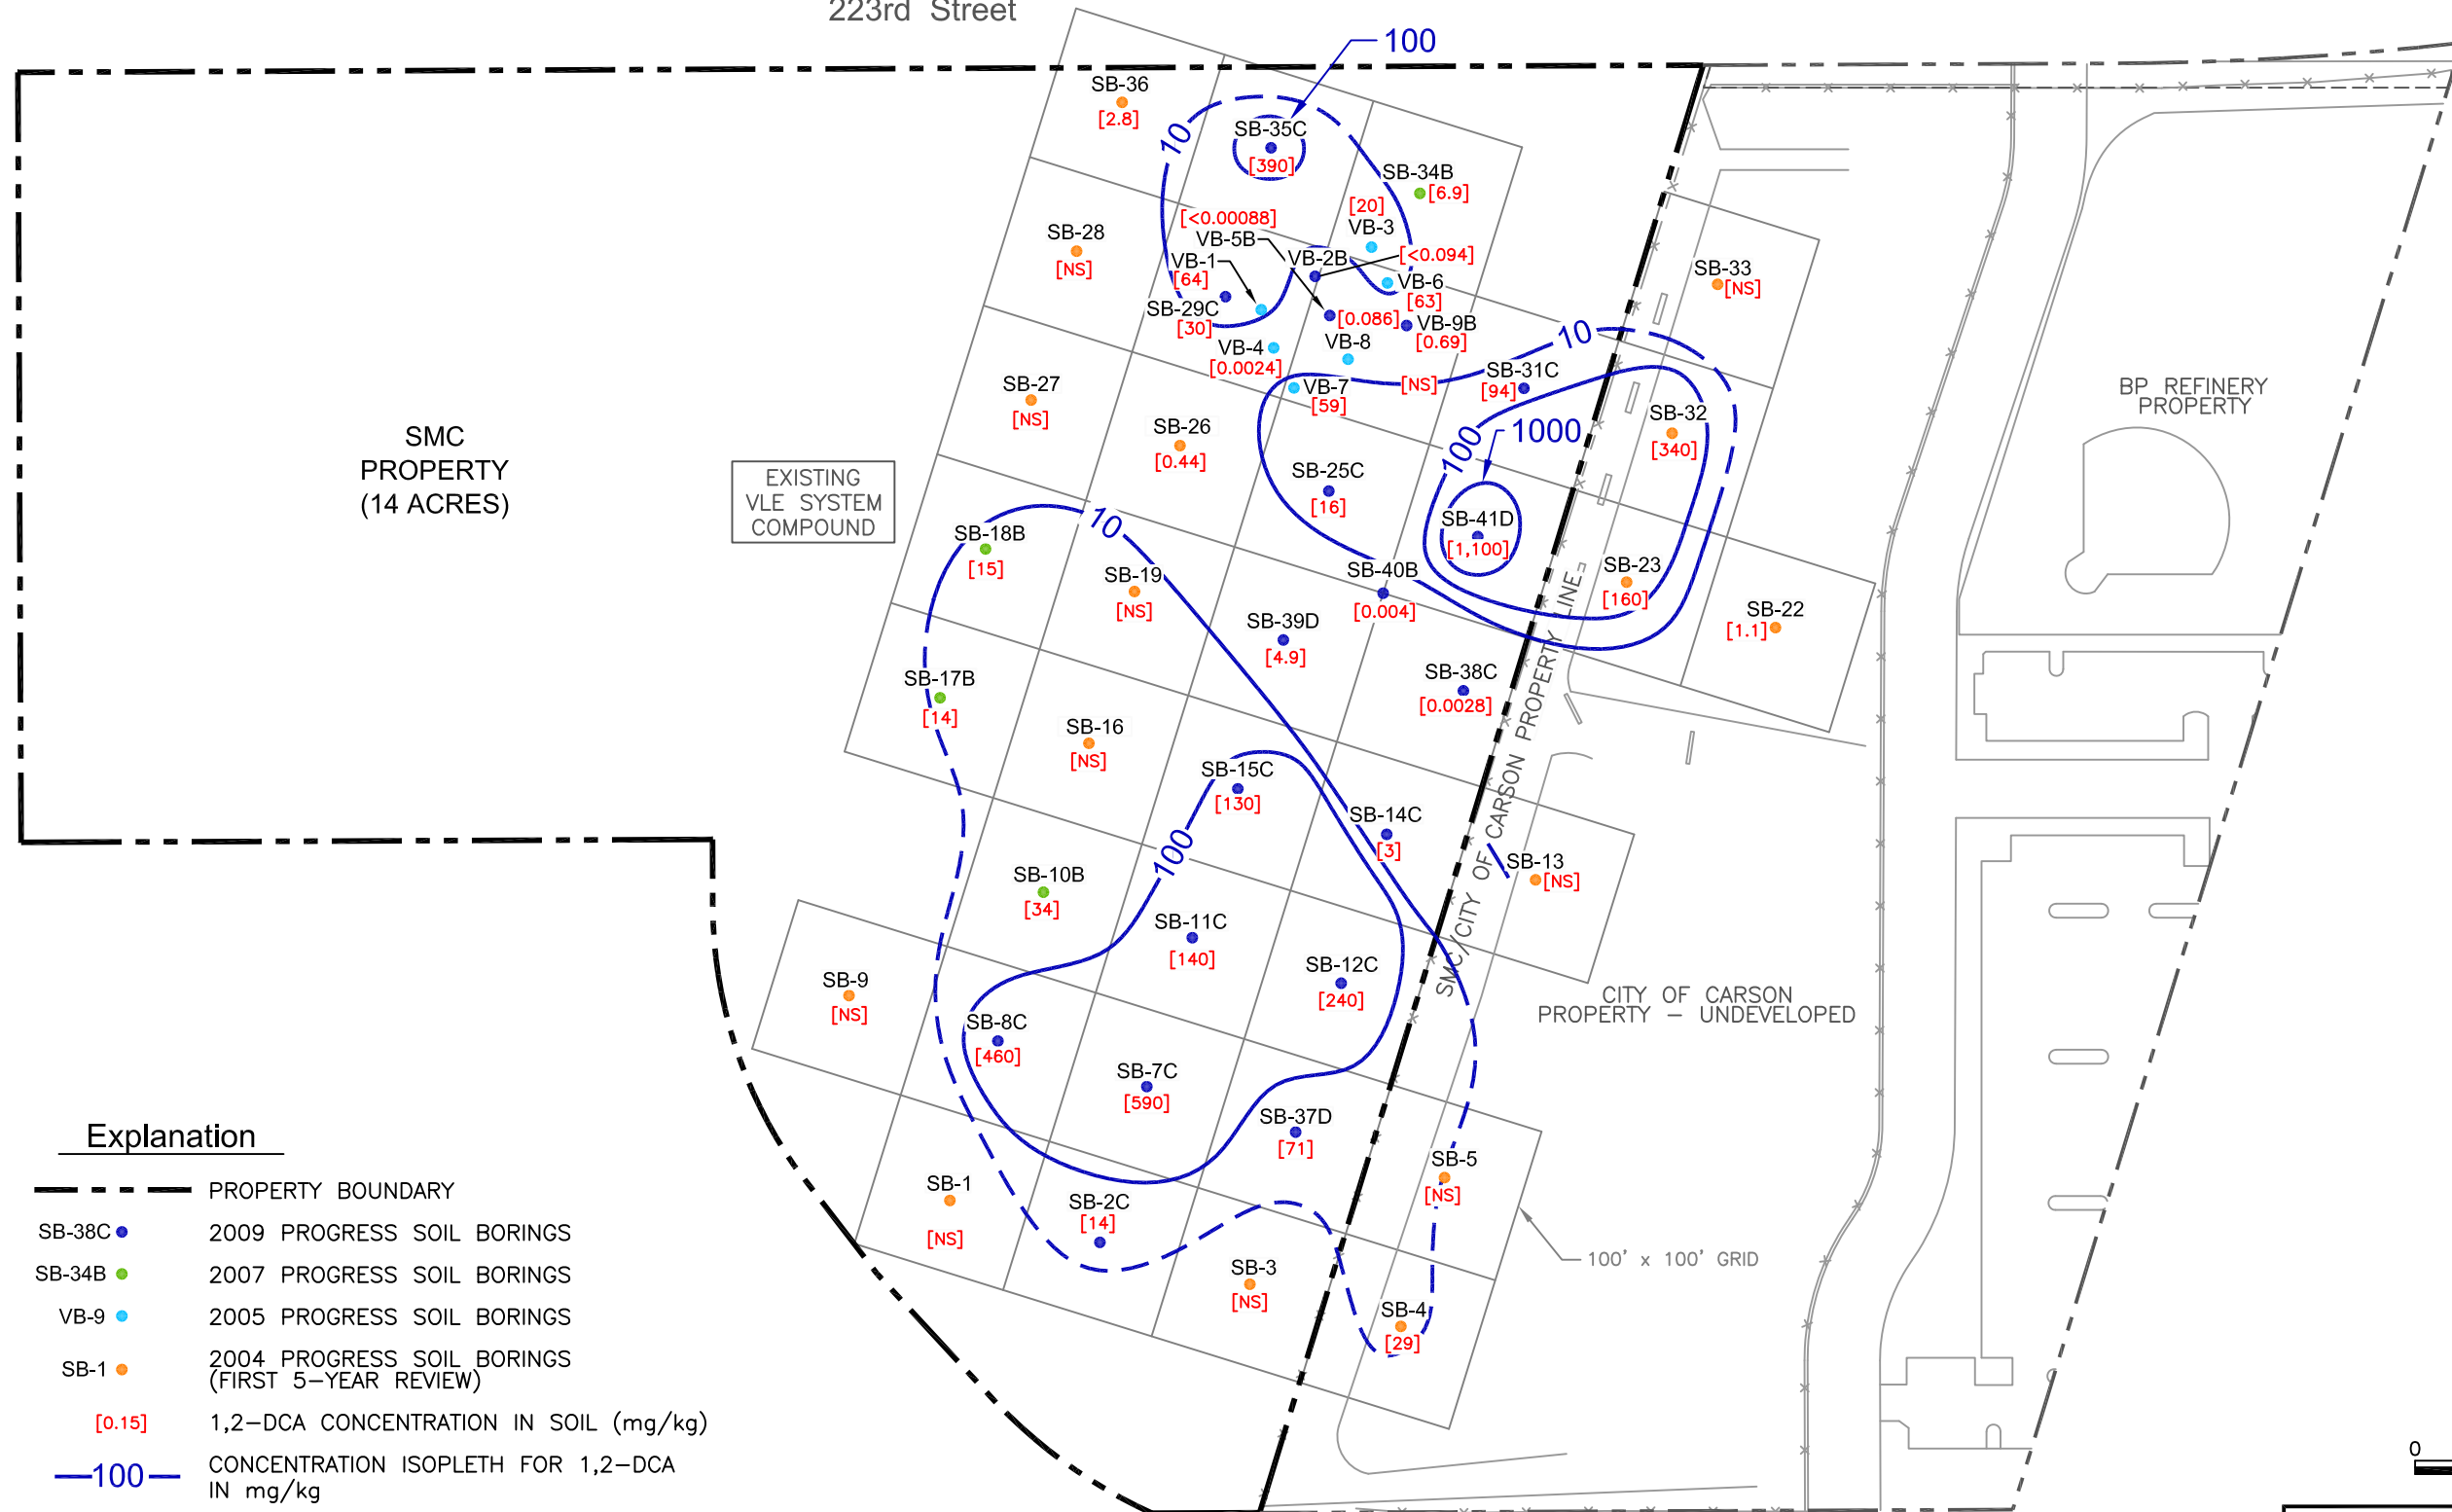 223rd Street
100
SB-36
[2.8]
10
SB-35C
[390]
SB-34B
[6.9]
[20]
VB-3
[<0.00088]
VB-5B
SB-28
[NS]
VB-1
[64]
VB-2B
[<0.094]
VB-6
[63]
SB-33
[NS]
SB-29C
[30]
[0.086]
VB-9B
[0.69]
VB-4
[0.0024]
VB-8
[NS]
10
SB-31C
[94]
SB-27
[NS]
VB-7
[59]
SB-32
[340]
BP REFINERY
PROPERTY
SMC
PROPERTY
(14 ACRES)
SB-26
[0.44]
100
1000
EXISTING
VLE SYSTEM
COMPOUND
SB-25C
[16]
SB-41D
[1,100]
10
SB-18B
[15]
SB-19
[NS]
SB-40B
[0.004]
SB-23
[160]
SB-22
[1.1]
SB-39D
[4.9]
SB-17B
[14]
SB-38C
[0.0028]
SMC/CITY OF CARSON PROPERTY LINE
SB-16
[NS]
SB-15C
[130]
SB-14C
[3]
100
SB-13
[NS]
SB-10B
[34]
SB-11C
[140]
SB-12C
[240]
SB-9
[NS]
CITY OF CARSON
PROPERTY – UNDEVELOPED
SB-8C
[460]
SB-7C
[590]
SB-37D
[71]
SB-5
[NS]
SB-1
[NS]
SB-2C
[14]
SB-3
[NS]
100' x 100' GRID
SB-4
[29]
Explanation
PROPERTY BOUNDARY
SB-38C 2009 PROGRESS SOIL BORINGS
SB-34B 2007 PROGRESS SOIL BORINGS
VB-9 2005 PROGRESS SOIL BORINGS
SB-1 2004 PROGRESS SOIL BORINGS
(FIRST 5–YEAR REVIEW)
[0.15] 1,2–DCA CONCENTRATION IN SOIL (mg/kg)
100 CONCENTRATION ISOPLETH FOR 1,2–DCA
IN mg/kg
0